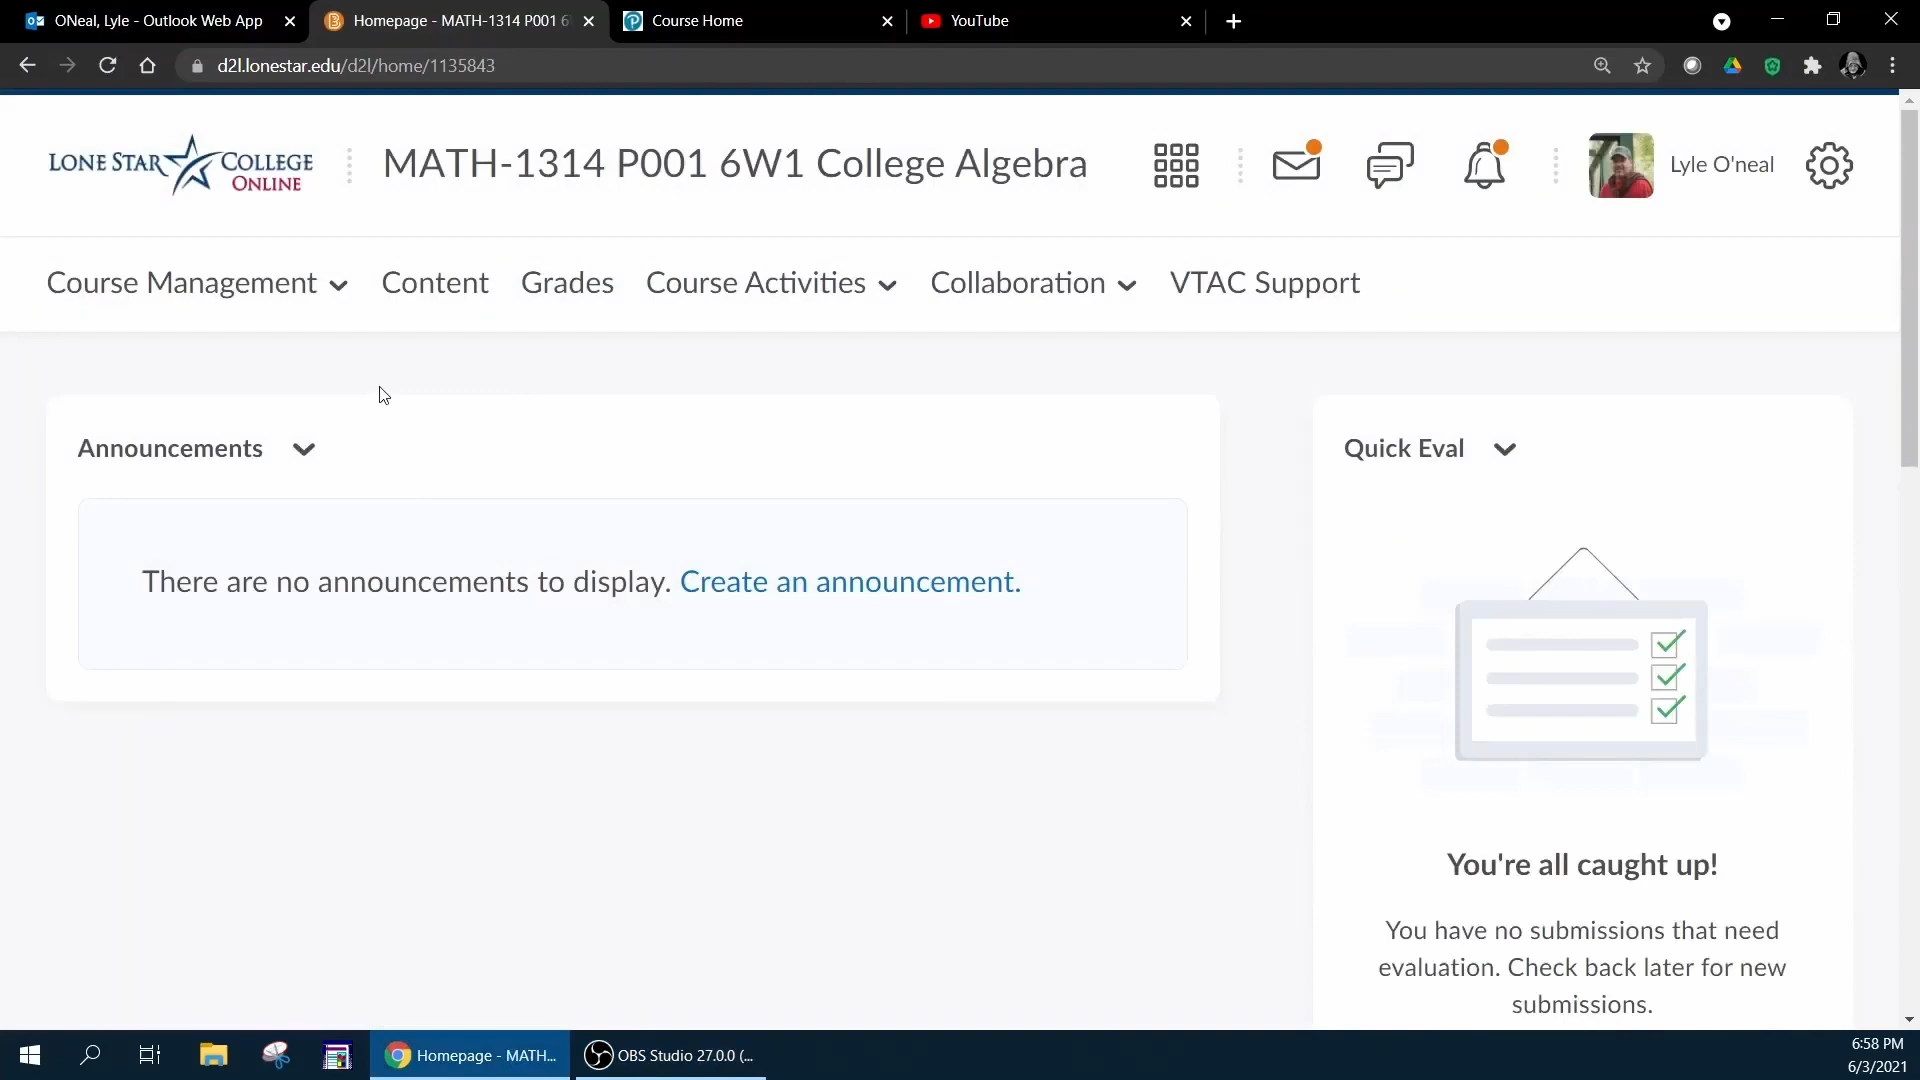 ONeal, Lyle - Outlook Web App
Homepage - MATH-1314 P001 6
Course Home
YouTube
d2l.lonestar.edu/d2l/home/1135843
LONE STAR COLLEGE
ONLINE
MATH-1314 P001 6W1 College Algebra
Lyle O'neal
Course Management
Content
Grades
Course Activities
Collaboration
VTAC Support
Announcements
There are no announcements to display. Create an announcement.
Quick Eval
You're all caught up!
You have no submissions that need
evaluation. Check back later for new
submissions.
Homepage - MATH...
OBS Studio 27.0.0 (...
6:58 PM
6/3/2021